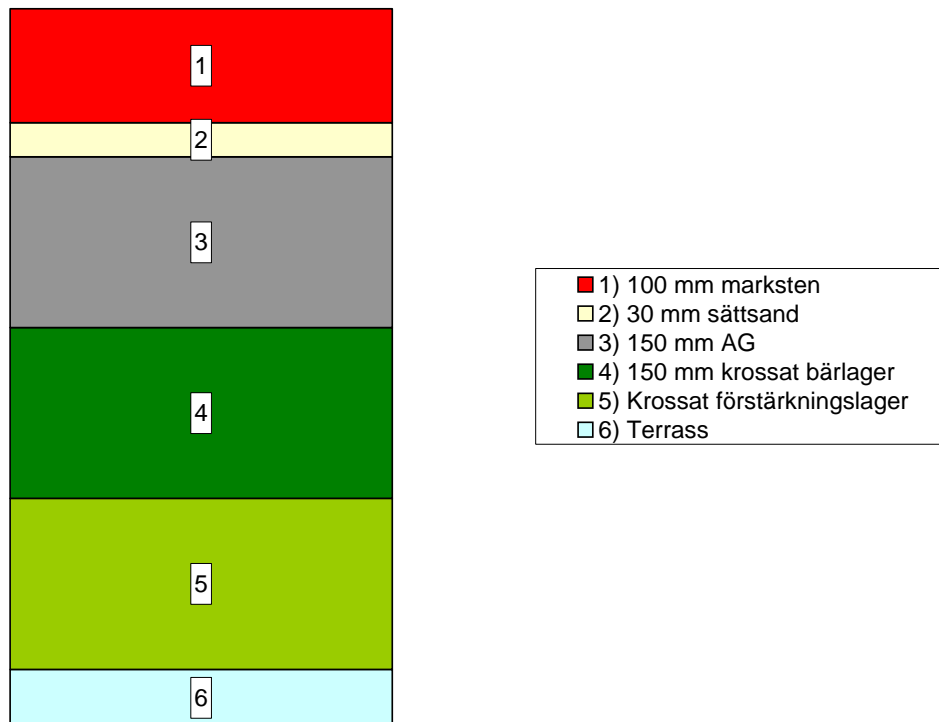 1
2
3
4
5
6
1) 100 mm marksten
2) 30 mm sättsand
3) 150 mm AG
4) 150 mm krossat bärlager
5) Krossat förstärkningslager
6) Terrass